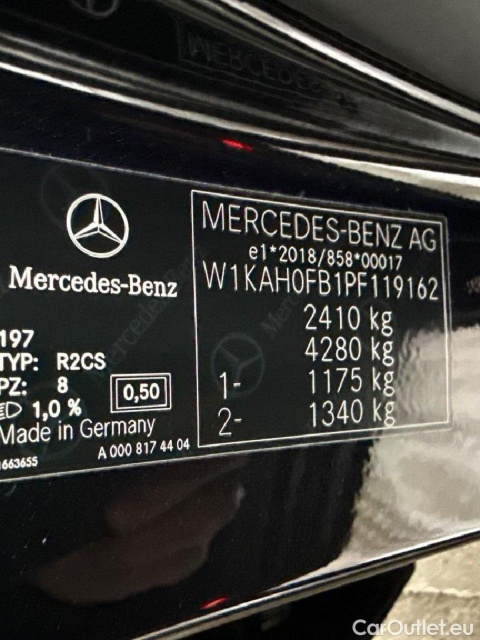 MERCEDES-BENZ AG
e1*2018/858*00017
W1KAH0FB1PF119162
2410 kg
4280 kg
1- 1175 kg
2- 1340 kg
Mercedes-Benz
197
TYP: R2CS
PZ: 8
0,50
1,0 %
Made in Germany
663655
A 000 817 44 04
CarOutlet.eu